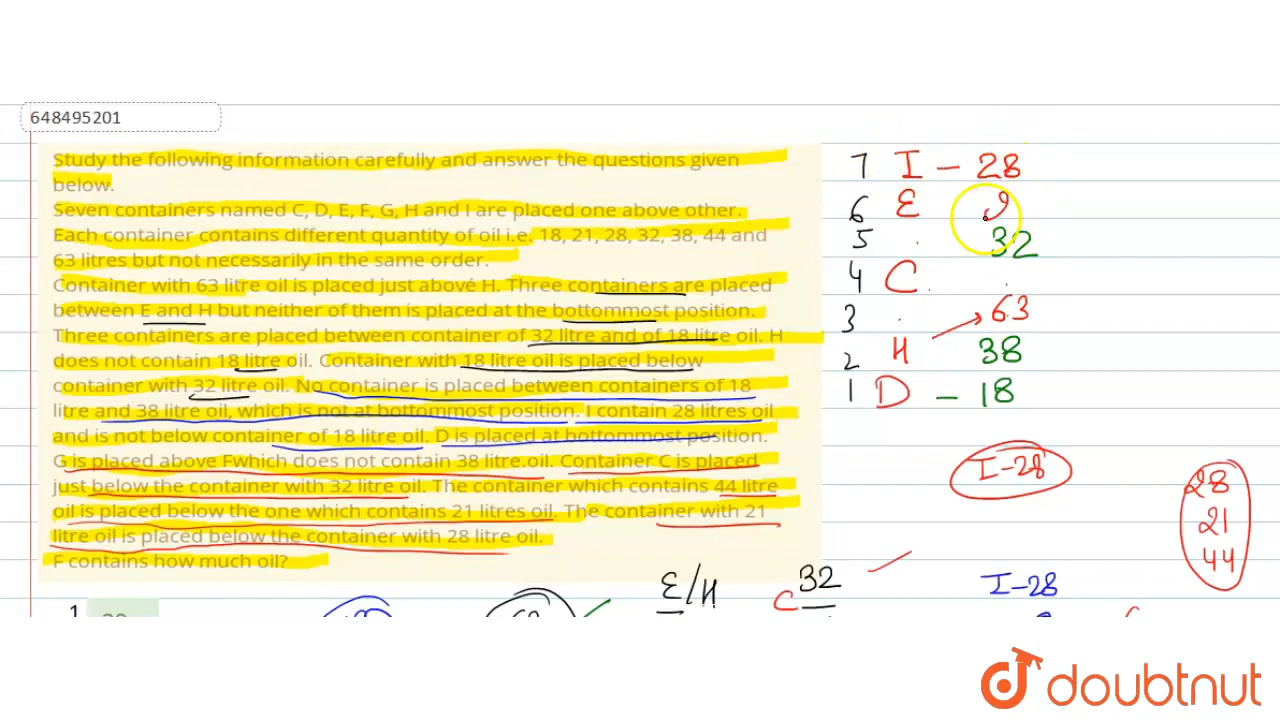 648495201
Study the following information carefully and answer the questions given
below.
Seven containers named C, D, E, F, G, H and I are placed one above other.
Each container contains different quantity of oil i.e. 18, 21, 28, 32, 38, 44 and
63 litres but not necessarily in the same order.
Container with 63 litre oil is placed just above H. Three containers are placed
between E and H but neither of them is placed at the bottommost position.
Three containers are placed between container of 32 litre and of 18 litre oil. H
does not contain 18 litre oil. Container with 18 litre oil is placed below
container with 32 litre oil. No container is placed between containers of 18
litre and 38 litre oil, which is not at bottommost position. I contain 28 litres oil
and is not below container of 18 litre oil. D is placed at bottommost position.
G is placed above Fwhich does not contain 38 litre.oil. Container C is placed
just below the container with 32 litre oil. The container which contains 44 litre
oil is placed below the one which contains 21 litres oil. The container with 21
litre oil is placed below the container with 28 litre oil.
F contains how much oil?
7 I - 28
6 E
5 32
4 C
3 63
2 H 38
1 D - 18
I-28
28
21
44
E/H
C 32
I-28
1
doubtnut